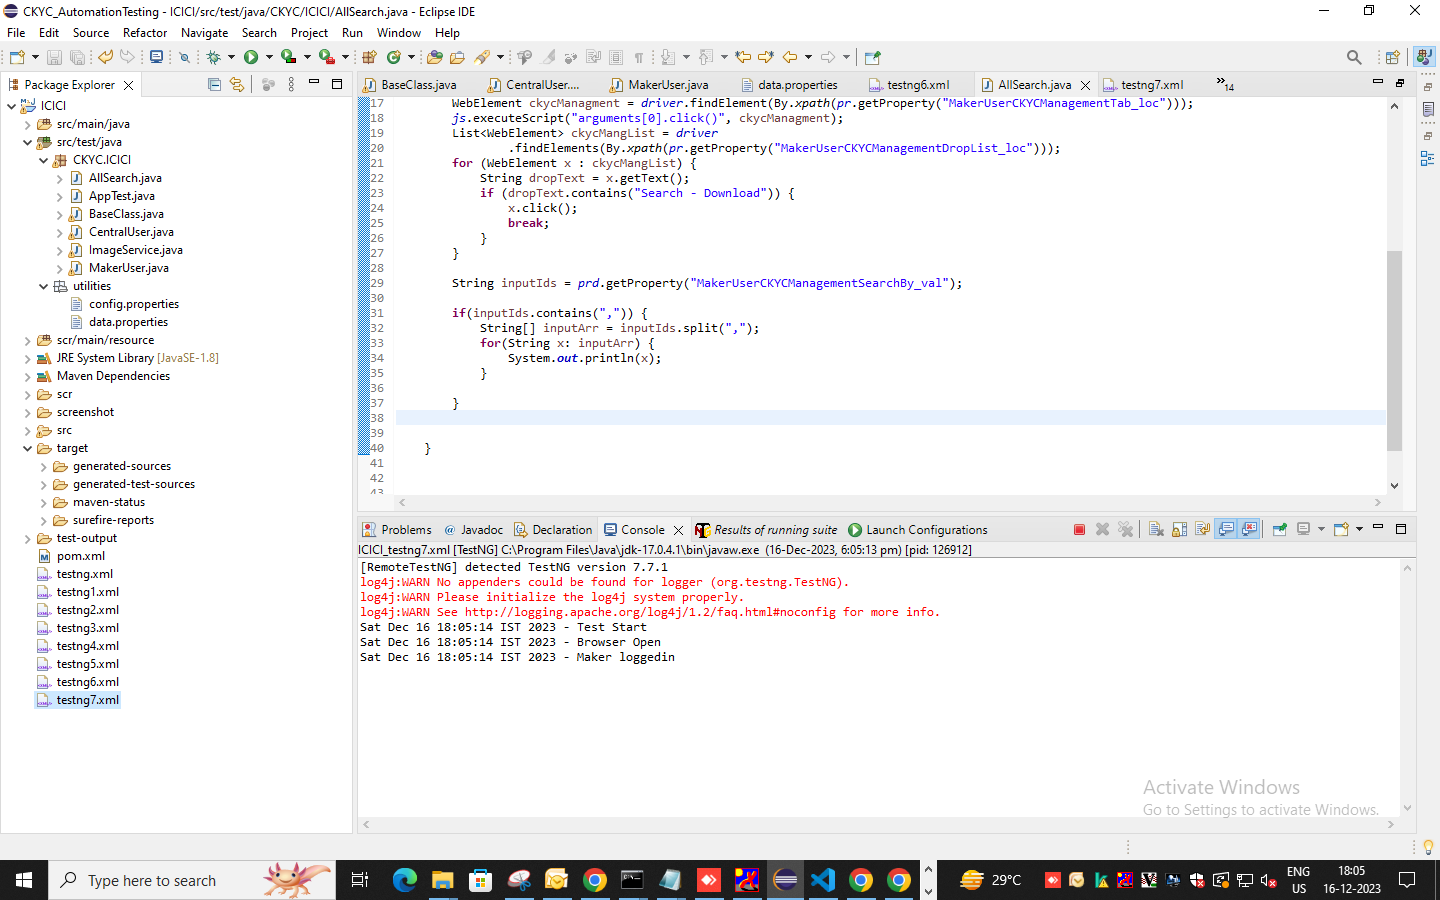 CKYC_AutomationTesting - ICICI/src/test/java/CKYC/ICICI/AllSearch.java - Eclipse IDE
File Edit Source Refactor Navigate Search Project Run Window Help
Package Explorer
ICICI
src/main/java
src/test/java
CKYC.ICICI
AllSearch.java
AppTest.java
BaseClass.java
CentralUser.java
ImageService.java
MakerUser.java
utilities
config.properties
data.properties
scr/main/resource
JRE System Library [JavaSE-1.8]
Maven Dependencies
scr
screenshot
src
target
generated-sources
generated-test-sources
maven-status
surefire-reports
test-output
pom.xml
testng.xml
testng1.xml
testng2.xml
testng3.xml
testng4.xml
testng5.xml
testng6.xml
testng7.xml
BaseClass.java CentralUser.... MakerUser.java data.properties testng6.xml AllSearch.java testng7.xml »14
17 WebElement ckycManagment = driver.findElement(By.xpath(pr.getProperty("MakerUserCKYCManagementTab_loc")));
18 js.executeScript("arguments[0].click()", ckycManagment);
19 List<WebElement> ckycMangList = driver
20 .findElements(By.xpath(pr.getProperty("MakerUserCKYCManagementDropList_loc")));
21 for (WebElement x : ckycMangList) {
22 String dropText = x.getText();
23 if (dropText.contains("Search - Download")) {
24 x.click();
25 break;
26 }
27 }
28
29 String inputIds = prd.getProperty("MakerUserCKYCManagementSearchBy_val");
30
31 if(inputIds.contains(",")) {
32 String[] inputArr = inputIds.split(",");
33 for(String x: inputArr) {
34 System.out.println(x);
35 }
36
37 }
38
39
40 }
41
42
43
Problems @ Javadoc Declaration Console Results of running suite Launch Configurations
ICICI_testng7.xml [TestNG] C:\Program Files\Java\jdk-17.0.4.1\bin\javaw.exe (16-Dec-2023, 6:05:13 pm) [pid: 126912]
[RemoteTestNG] detected TestNG version 7.7.1
log4j:WARN No appenders could be found for logger (org.testng.TestNG).
log4j:WARN Please initialize the log4j system properly.
log4j:WARN See http://logging.apache.org/log4j/1.2/faq.html#noconfig for more info.
Sat Dec 16 18:05:14 IST 2023 - Test Start
Sat Dec 16 18:05:14 IST 2023 - Browser Open
Sat Dec 16 18:05:14 IST 2023 - Maker loggedin
Activate Windows
Go to Settings to activate Windows.
Type here to search
29°C
ENG
US
18:05
16-12-2023